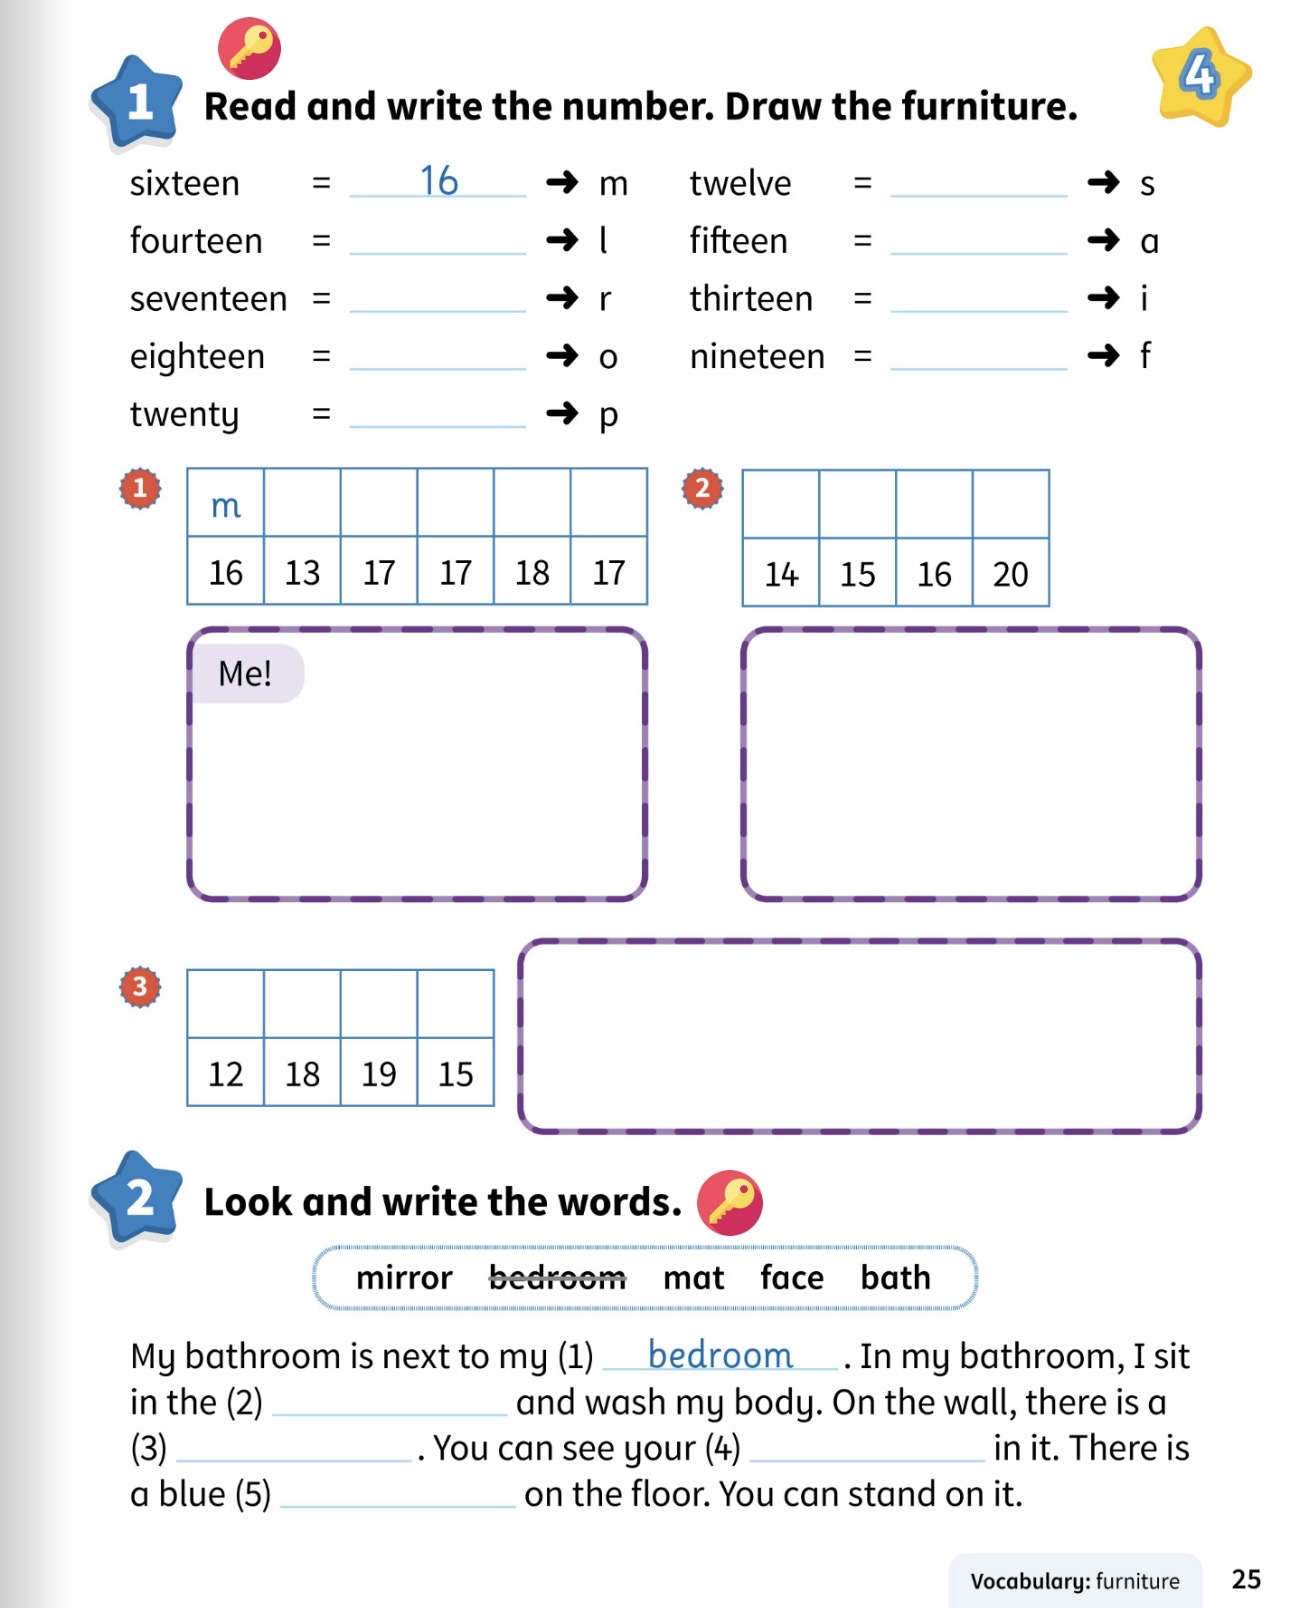 1
Read and write the number. Draw the furniture.
4
sixteen = 16 → m
twelve = → s
fourteen = → l
fifteen = → a
seventeen = → r
thirteen = → i
eighteen = → o
nineteen = → f
twenty = → p
1
m
16 13 17 17 18 17
2
14 15 16 20
Me!
3
12 18 19 15
2
Look and write the words.
mirror bedroom mat face bath
My bathroom is next to my (1) bedroom . In my bathroom, I sit
in the (2) and wash my body. On the wall, there is a
(3) . You can see your (4) in it. There is
a blue (5) on the floor. You can stand on it.
Vocabulary: furniture 25